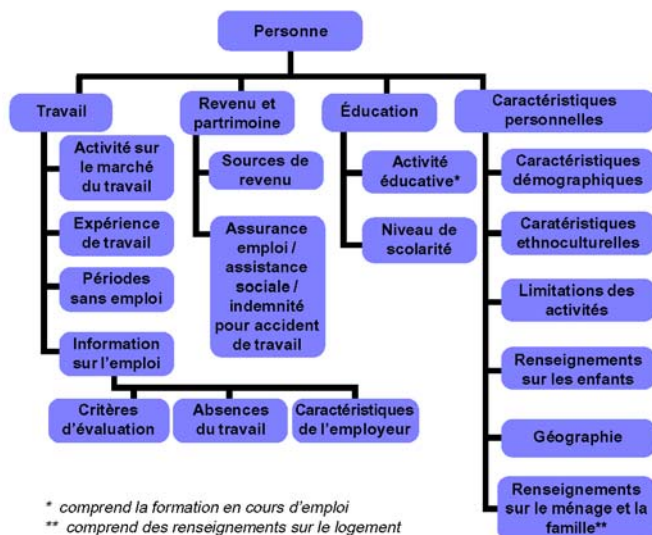 Personne
Travail
Activité sur
le marché
du travail
Expérience
de travail
Périodes
sans emploi
Information
sur l'emploi
Critères
d'évaluation
Absences
du travail
Caractéristiques
de l'employeur
Revenu et
partrimoine
Sources de
revenu
Assurance
emploi /
assistance
sociale /
indemnité
pour accident
de travail
Éducation
Activité
éducative*
Niveau de
scolarité
Caractéristiques
personnelles
Caractéristiques
démographiques
Caratéristiques
ethnoculturelles
Limitations des
activités
Renseignements
sur les enfants
Géographie
Renseignements
sur le ménage et la
famille**
* comprend la formation en cours d'emploi
** comprend des renseignements sur le logement